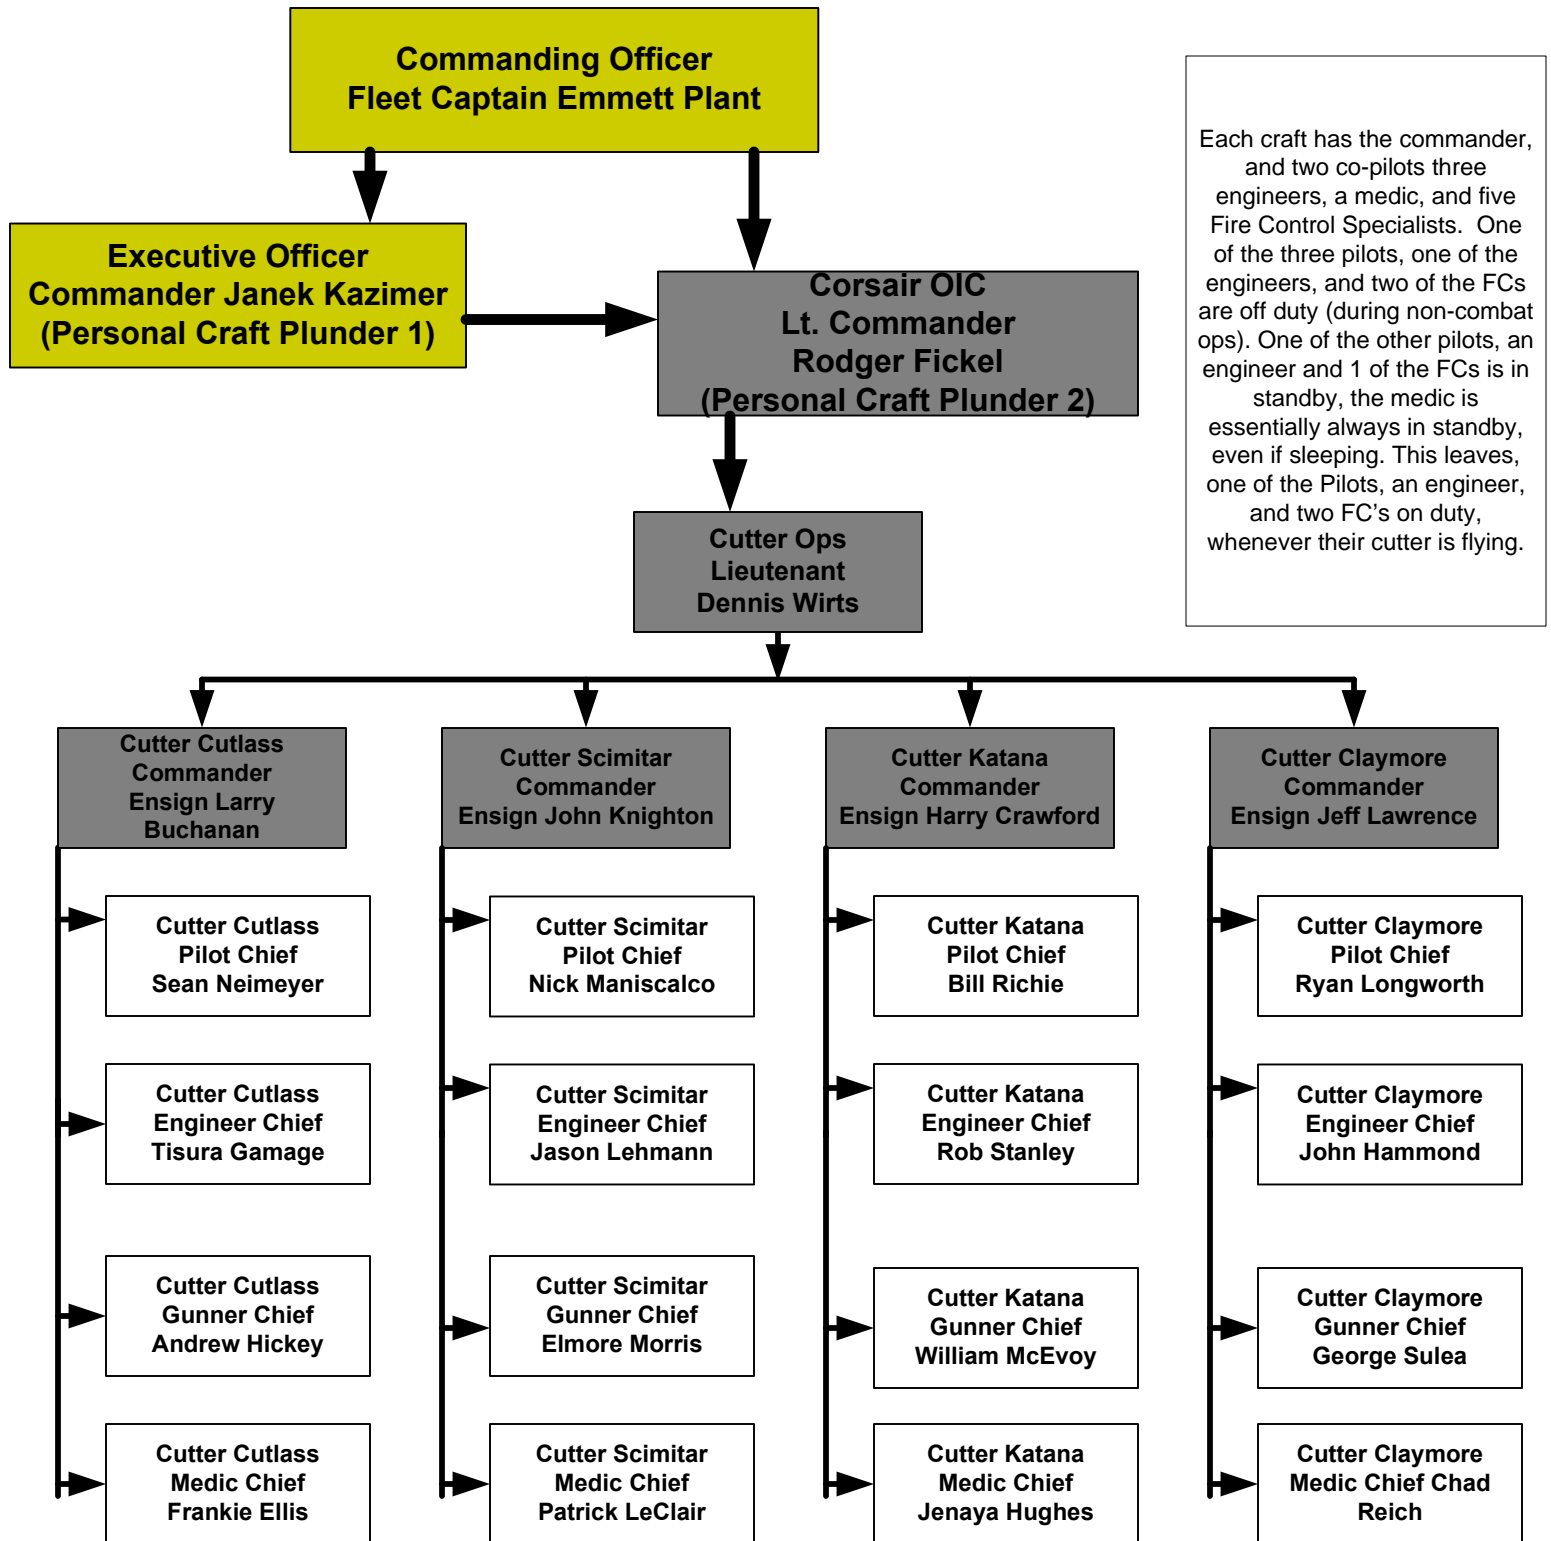 Commanding Officer
Fleet Captain Emmett Plant
Executive Officer
Commander Janek Kazimer
(Personal Craft Plunder 1)
Corsair OIC
Lt. Commander
Rodger Fickel
(Personal Craft Plunder 2)
Each craft has the commander,
and two co-pilots three
engineers, a medic, and five
Fire Control Specialists. One
of the three pilots, one of the
engineers, and two of the FCs
are off duty (during non-combat
ops). One of the other pilots, an
engineer and 1 of the FCs is in
standby, the medic is
essentially always in standby,
even if sleeping. This leaves,
one of the Pilots, an engineer,
and two FC’s on duty,
whenever their cutter is flying.
Cutter Ops
Lieutenant
Dennis Wirts
Cutter Cutlass
Commander
Ensign Larry
Buchanan
Cutter Scimitar
Commander
Ensign John Knighton
Cutter Katana
Commander
Ensign Harry Crawford
Cutter Claymore
Commander
Ensign Jeff Lawrence
Cutter Cutlass
Pilot Chief
Sean Neimeyer
Cutter Scimitar
Pilot Chief
Nick Maniscalco
Cutter Katana
Pilot Chief
Bill Richie
Cutter Claymore
Pilot Chief
Ryan Longworth
Cutter Cutlass
Engineer Chief
Tisura Gamage
Cutter Scimitar
Engineer Chief
Jason Lehmann
Cutter Katana
Engineer Chief
Rob Stanley
Cutter Claymore
Engineer Chief
John Hammond
Cutter Cutlass
Gunner Chief
Andrew Hickey
Cutter Scimitar
Gunner Chief
Elmore Morris
Cutter Katana
Gunner Chief
William McEvoy
Cutter Claymore
Gunner Chief
George Sulea
Cutter Cutlass
Medic Chief
Frankie Ellis
Cutter Scimitar
Medic Chief
Patrick LeClair
Cutter Katana
Medic Chief
Jenaya Hughes
Cutter Claymore
Medic Chief Chad
Reich